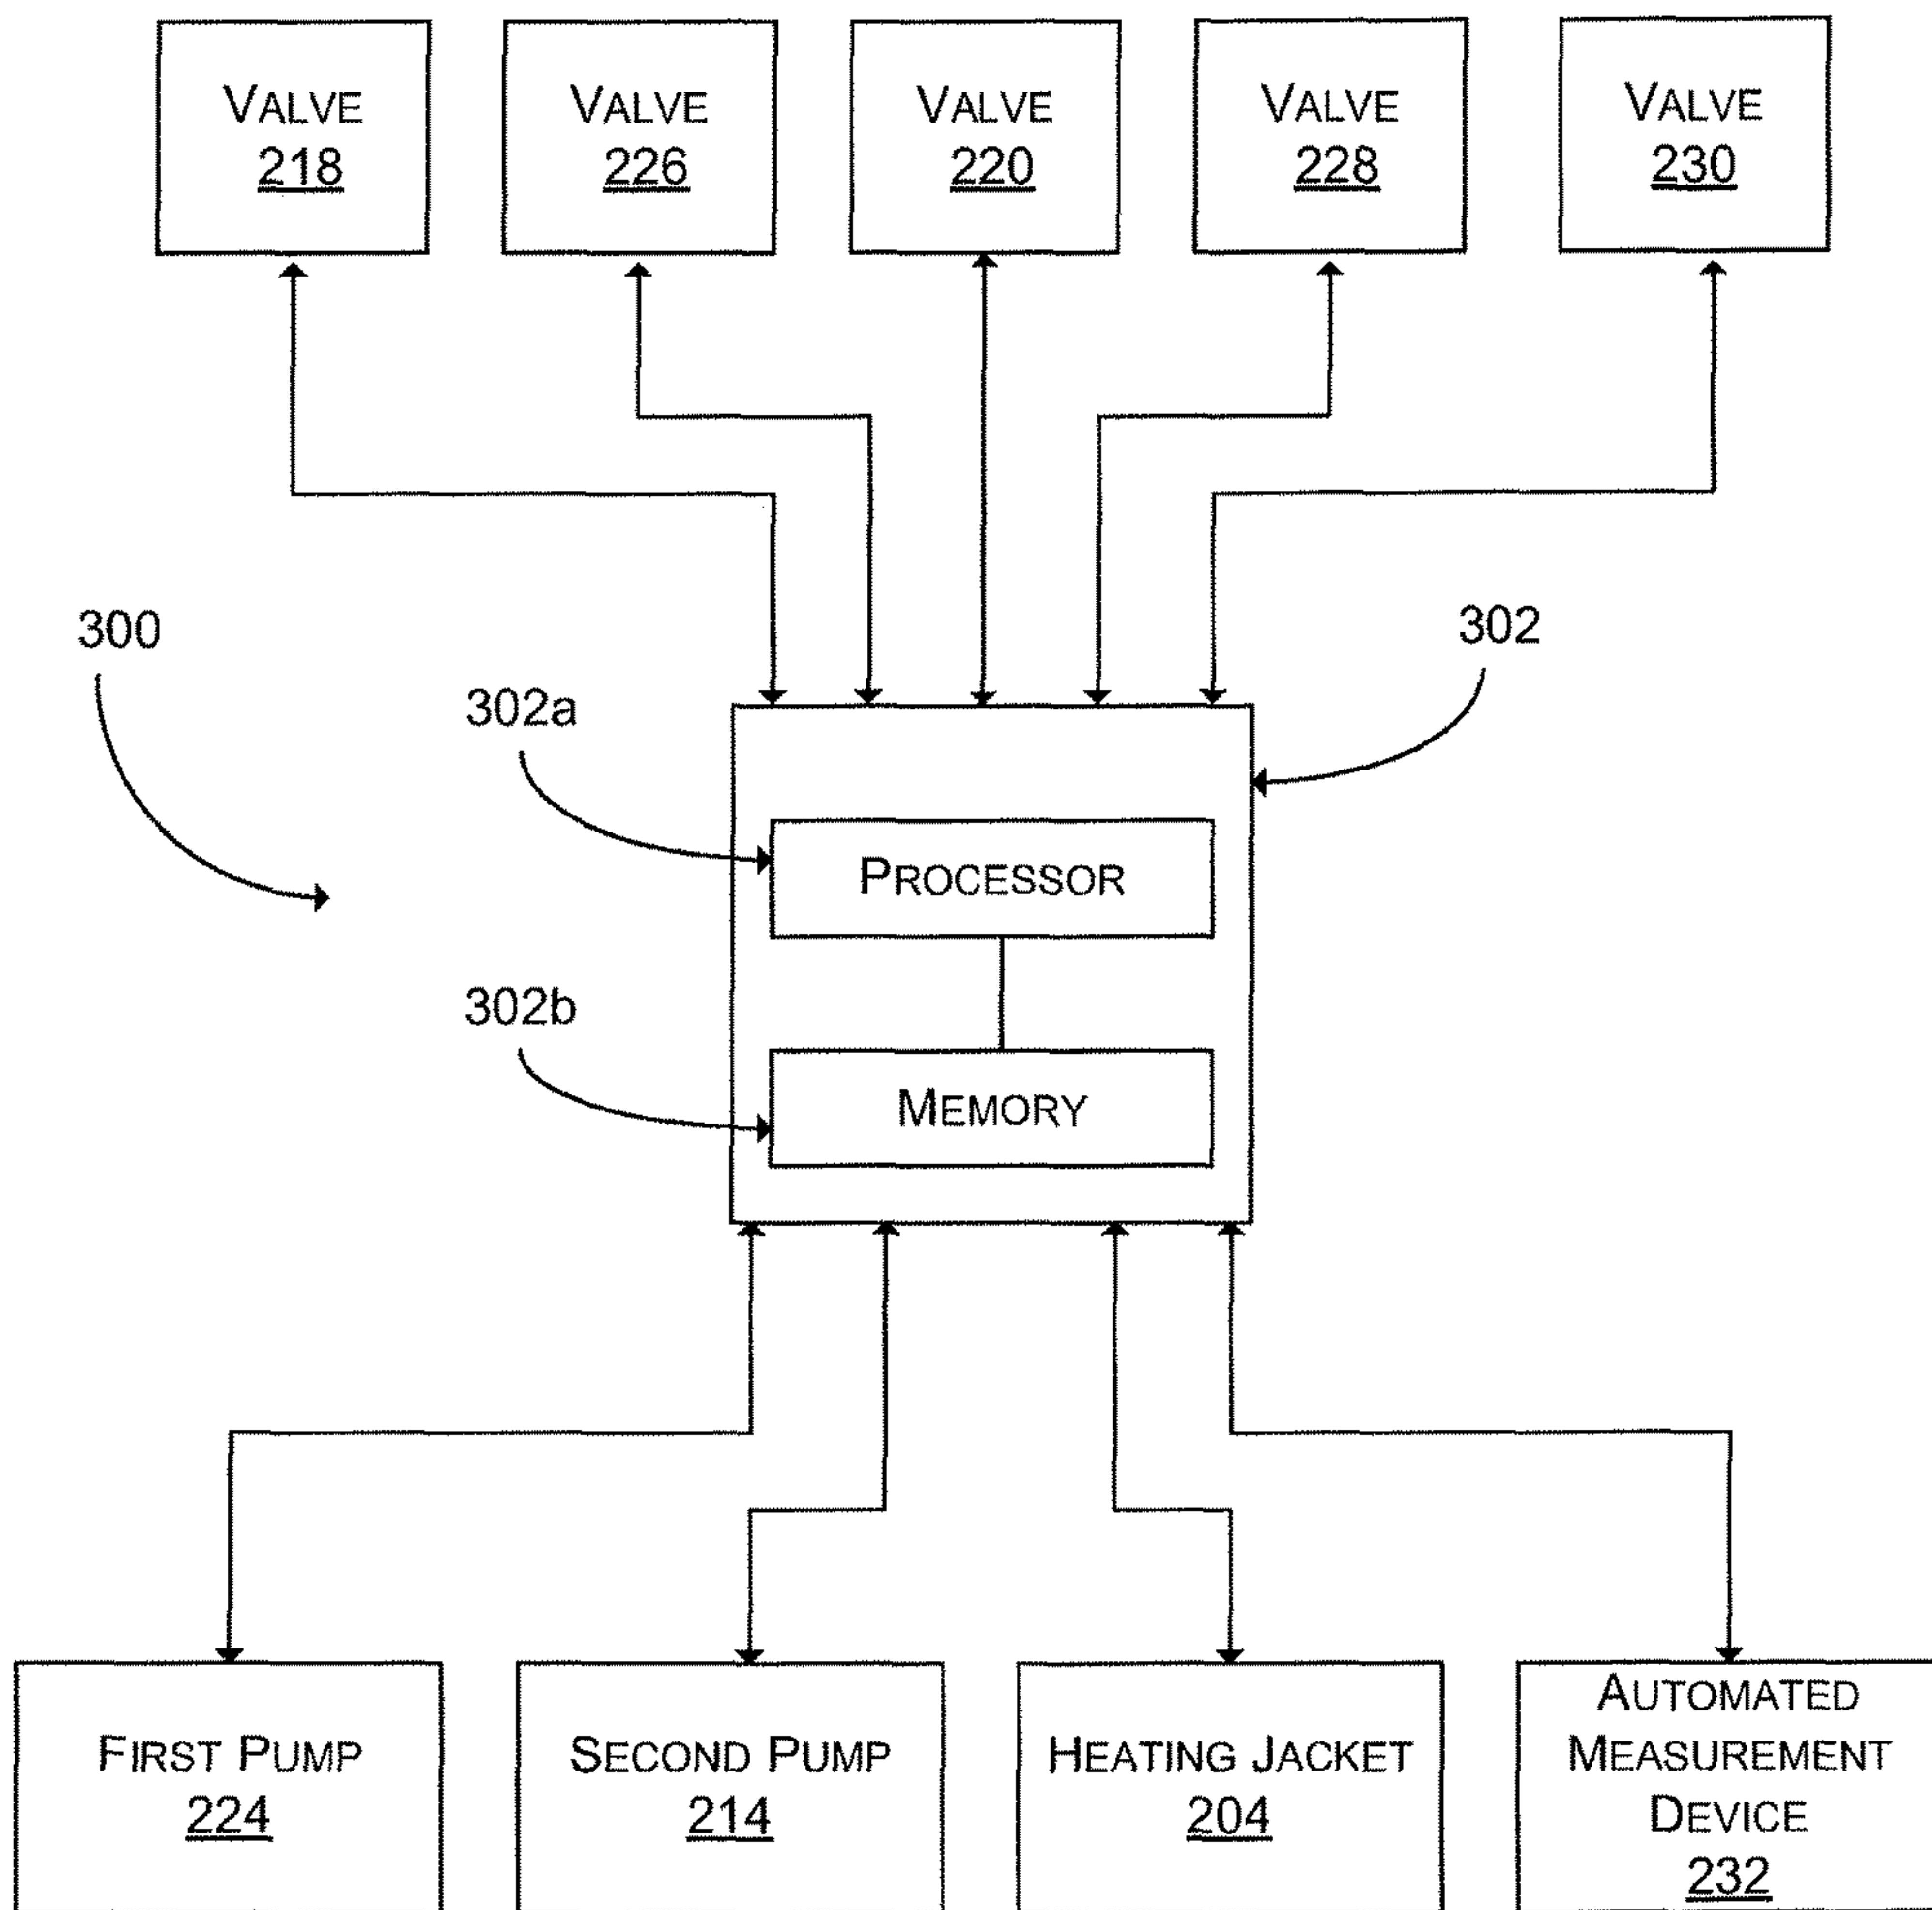 VALVE
218
VALVE
226
VALVE
220
VALVE
228
VALVE
230
300
302
302a
PROCESSOR
302b
MEMORY
FIRST PUMP
224
SECOND PUMP
214
HEATING JACKET
204
AUTOMATED
MEASUREMENT
DEVICE
232